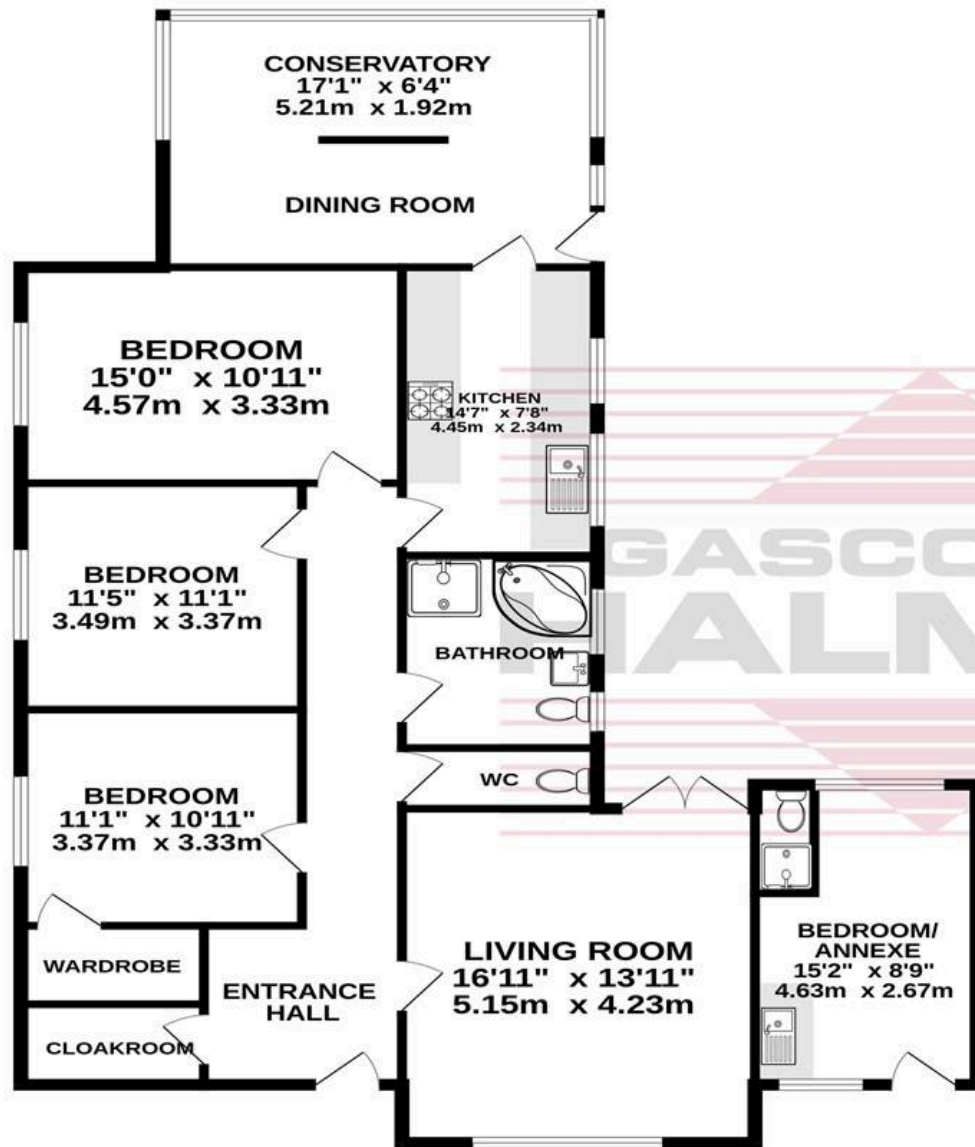 CONSERVATORY
17'1" x 6'4"
5.21m x 1.92m
DINING ROOM
BEDROOM
15'0" x 10'11"
4.57m x 3.33m
KITCHEN
14'7" x 7'8"
4.45m x 2.34m
BEDROOM
11'5" x 11'1"
3.49m x 3.37m
BATHROOM
GASCO
HALM
WC
BEDROOM
11'1" x 10'11"
3.37m x 3.33m
WARDROBE
CLOAKROOM
ENTRANCE
HALL
LIVING ROOM
16'11" x 13'11"
5.15m x 4.23m
BEDROOM/
ANNEXE
15'2" x 8'9"
4.63m x 2.67m